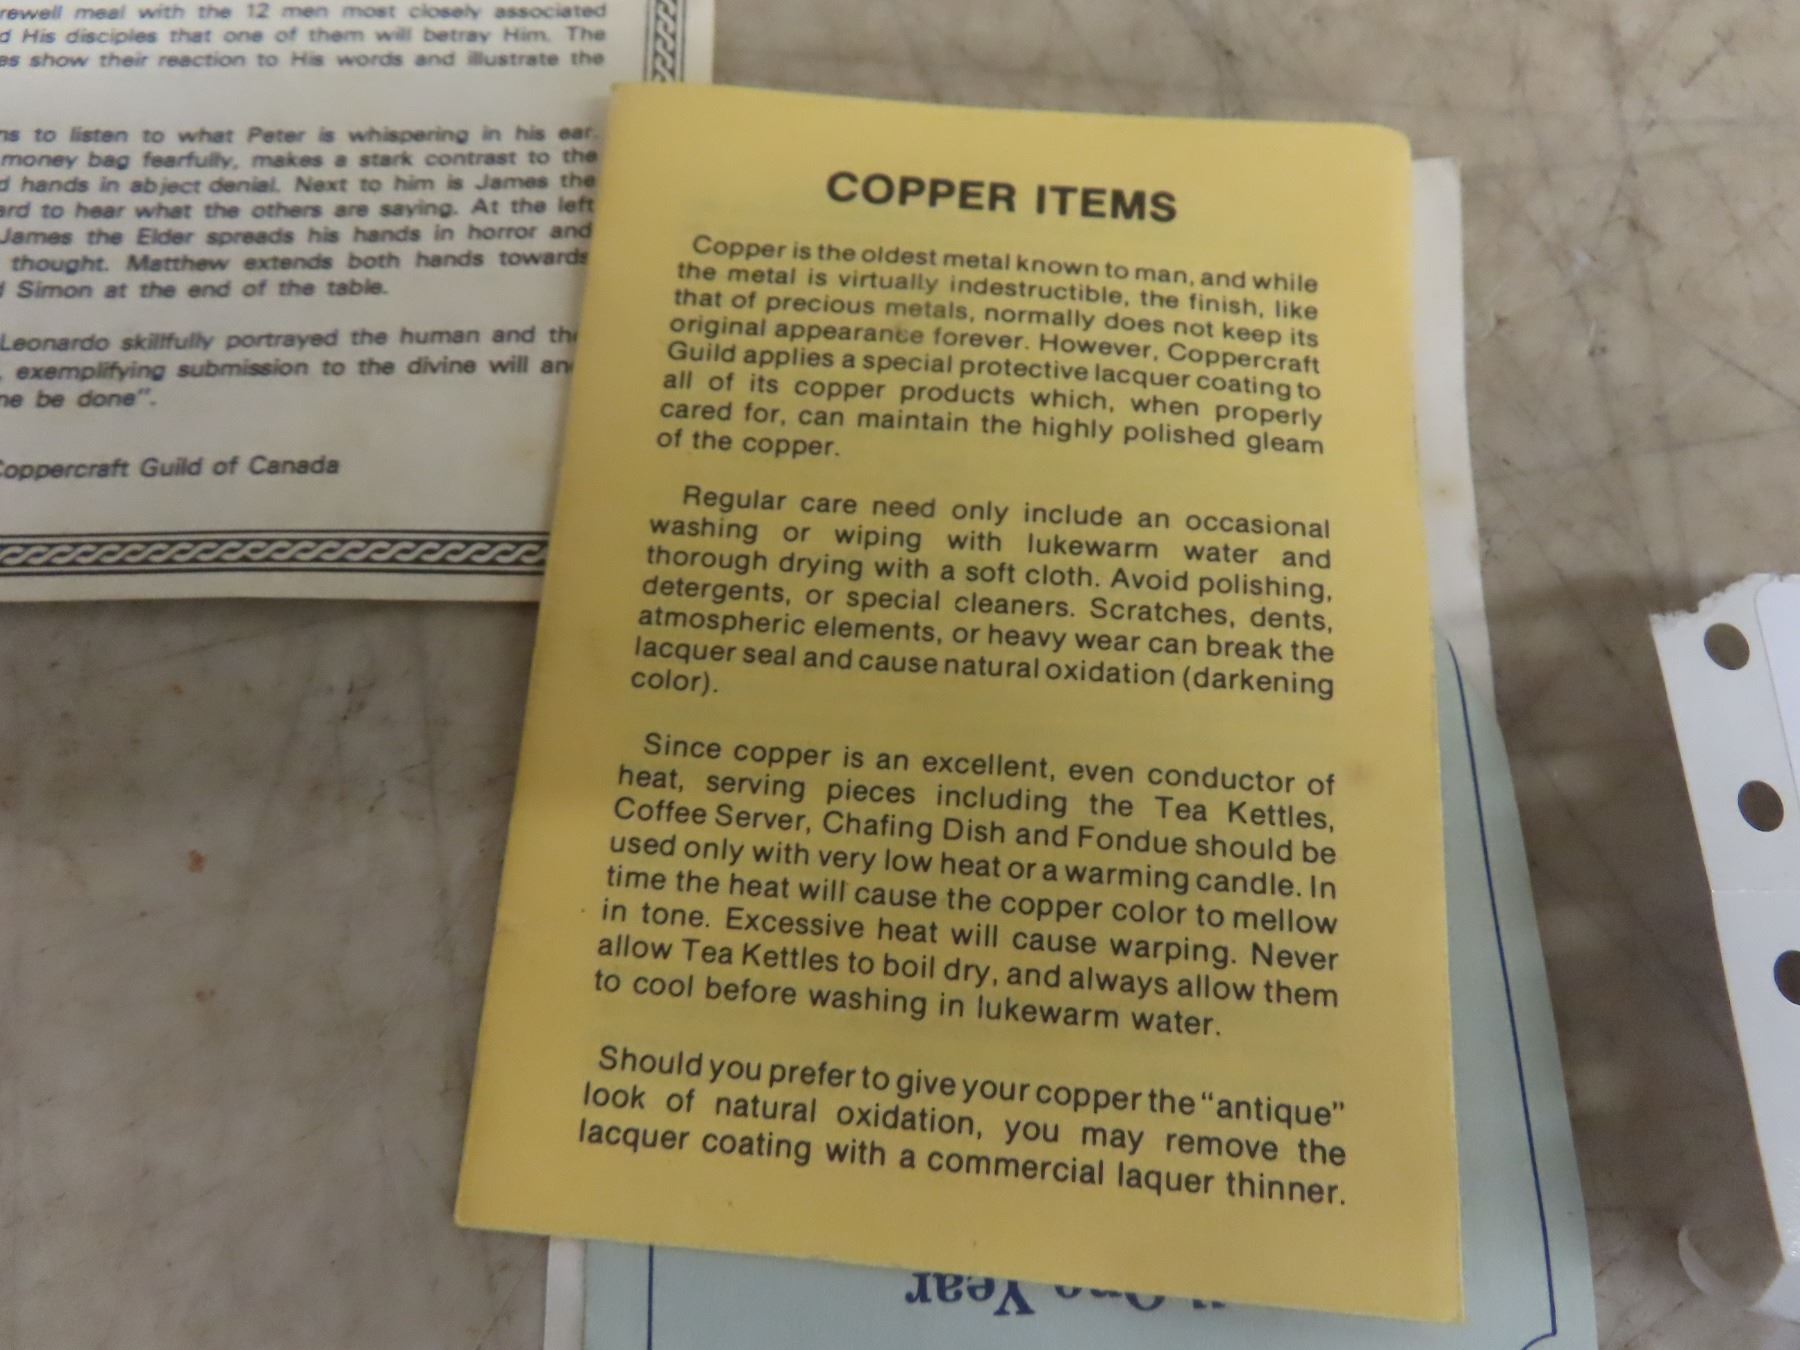 rewell meal with the 12 men most closely associated
d His disciples that one of them will betray Him. The
es show their reaction to His words and illustrate the
ns to listen to what Peter is whispering in his ear.
money bag fearfully, makes a stark contrast to the
d hands in abject denial. Next to him is James the
ard to hear what the others are saying. At the left
James the Elder spreads his hands in horror and
thought. Matthew extends both hands towards
d Simon at the end of the table.
Leonardo skillfully portrayed the human and the
, exemplifying submission to the divine will and
ne be done".
Coppercraft Guild of Canada
COPPER ITEMS
Copper is the oldest metal known to man, and while
the metal is virtually indestructible, the finish, like
that of precious metals, normally does not keep its
original appearance forever. However, Coppercraft
Guild applies a special protective lacquer coating to
all of its copper products which, when properly
cared for, can maintain the highly polished gleam
of the copper.
Regular care need only include an occasional
washing or wiping with lukewarm water and
thorough drying with a soft cloth. Avoid polishing,
detergents, or special cleaners. Scratches, dents,
atmospheric elements, or heavy wear can break the
lacquer seal and cause natural oxidation (darkening
color).
Since copper is an excellent, even conductor of
heat, serving pieces including the Tea Kettles,
Coffee Server, Chafing Dish and Fondue should be
used only with very low heat or a warming candle. In
time the heat will cause the copper color to mellow
in tone. Excessive heat will cause warping. Never
allow Tea Kettles to boil dry, and always allow them
to cool before washing in lukewarm water.
Should you prefer to give your copper the "antique"
look of natural oxidation, you may remove the
lacquer coating with a commercial laquer thinner.
One Year